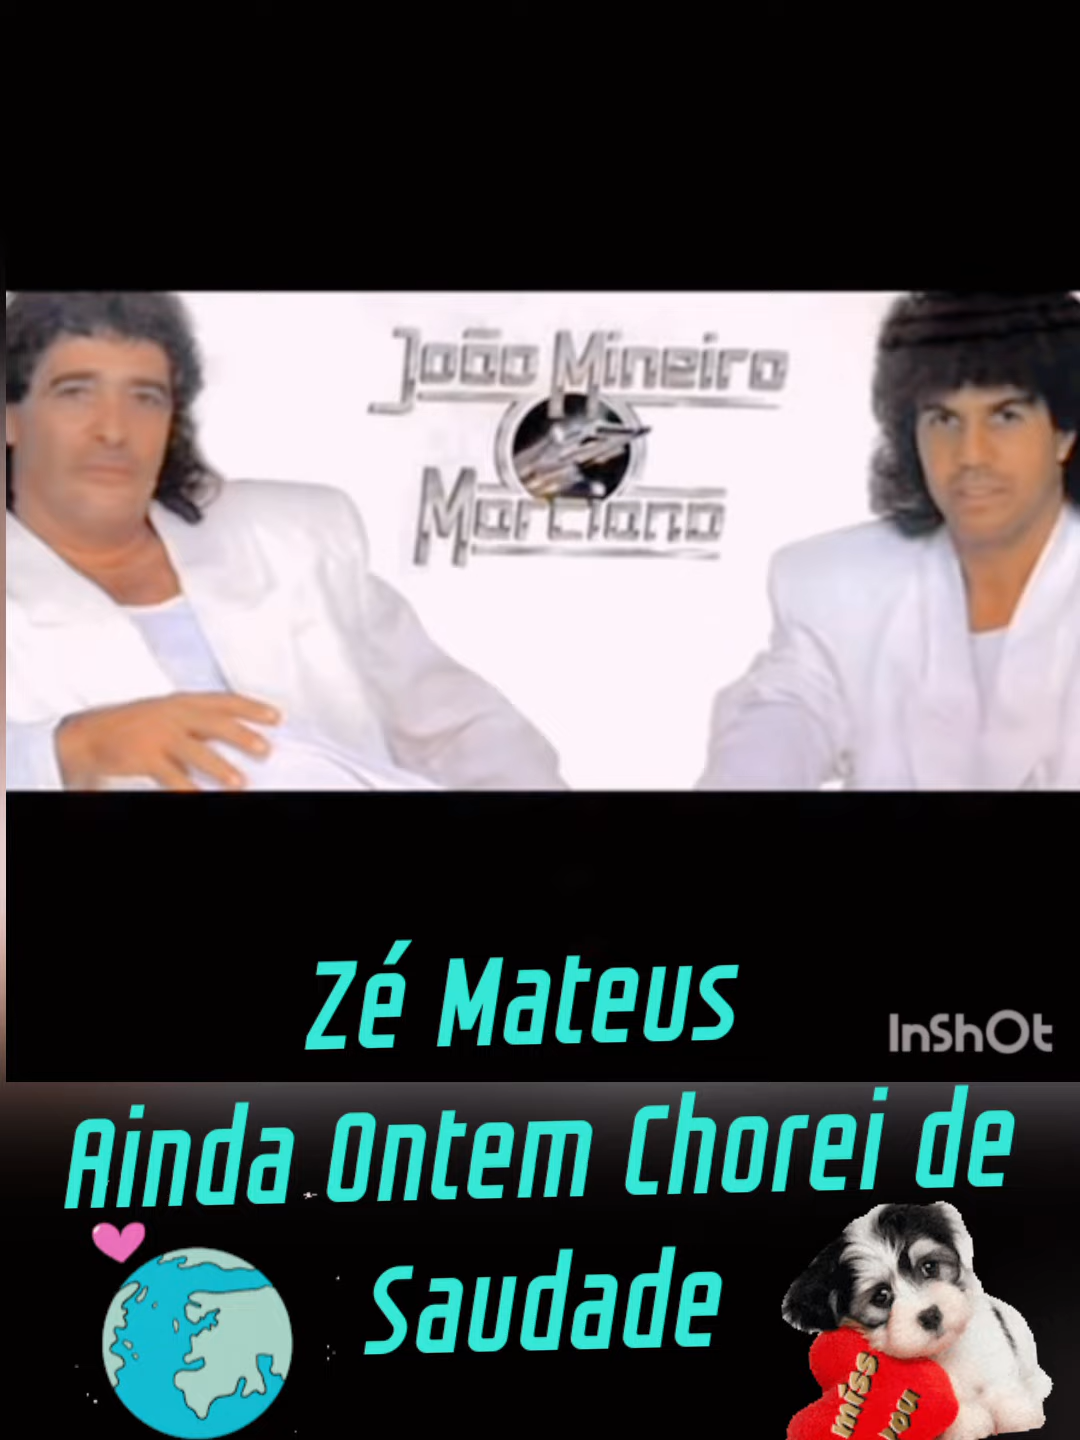 João Mineiro
Marciano
Zé Mateus
InShOt
Ainda Ontem Chorei de
Saudade
miss
you